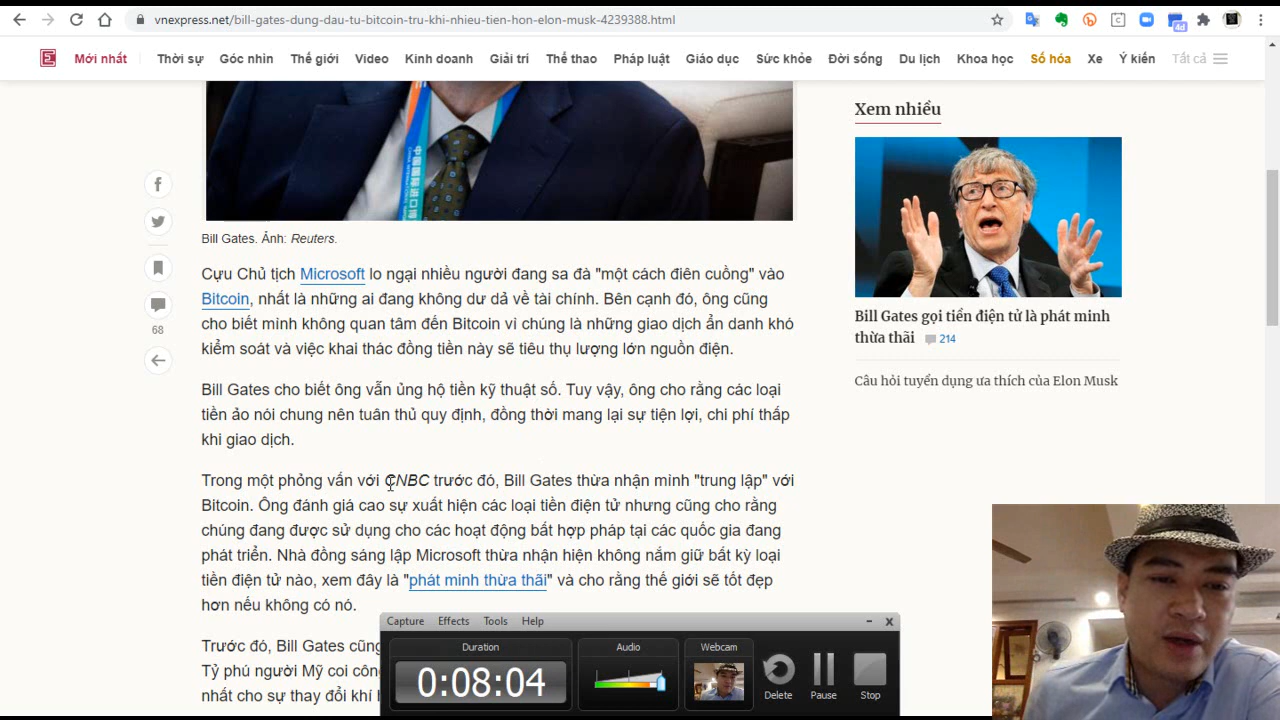 vnexpress.net/bill-gates-dung-dau-tu-bitcoin-tru-khi-nhieu-tien-hon-elon-musk-4239388.html
4d
Mới nhất Thời sự Góc nhìn Thế giới Video Kinh doanh Giải trí Thể thao Pháp luật Giáo dục Sức khỏe Đời sống Du lịch Khoa học Số hóa Xe Ý kiến Tất cả
Bill Gates. Ảnh: Reuters.
Cựu Chủ tịch Microsoft lo ngại nhiều người đang sa đà "một cách điên cuồng" vào
Bitcoin, nhất là những ai đang không dư dả về tài chính. Bên cạnh đó, ông cũng
cho biết mình không quan tâm đến Bitcoin vì chúng là những giao dịch ẩn danh khó
kiểm soát và việc khai thác đồng tiền này sẽ tiêu thụ lượng lớn nguồn điện.
Bill Gates cho biết ông vẫn ủng hộ tiền kỹ thuật số. Tuy vậy, ông cho rằng các loại
tiền ảo nói chung nên tuân thủ quy định, đồng thời mang lại sự tiện lợi, chi phí thấp
khi giao dịch.
Trong một phỏng vấn với CNBC trước đó, Bill Gates thừa nhận mình "trung lập" với
Bitcoin. Ông đánh giá cao sự xuất hiện các loại tiền điện tử nhưng cũng cho rằng
chúng đang được sử dụng cho các hoạt động bất hợp pháp tại các quốc gia đang
phát triển. Nhà đồng sáng lập Microsoft thừa nhận hiện không nắm giữ bất kỳ loại
tiền điện tử nào, xem đây là "phát minh thừa thãi" và cho rằng thế giới sẽ tốt đẹp
hơn nếu không có nó.
Trước đó, Bill Gates cũng
Tỷ phú người Mỹ coi công
nhất cho sự thay đổi khí
68
Xem nhiều
Bill Gates gọi tiền điện tử là phát minh
thừa thãi 214
Câu hỏi tuyển dụng ưa thích của Elon Musk
Capture Effects Tools Help
Duration Audio Webcam
0:08:04
Delete Pause Stop